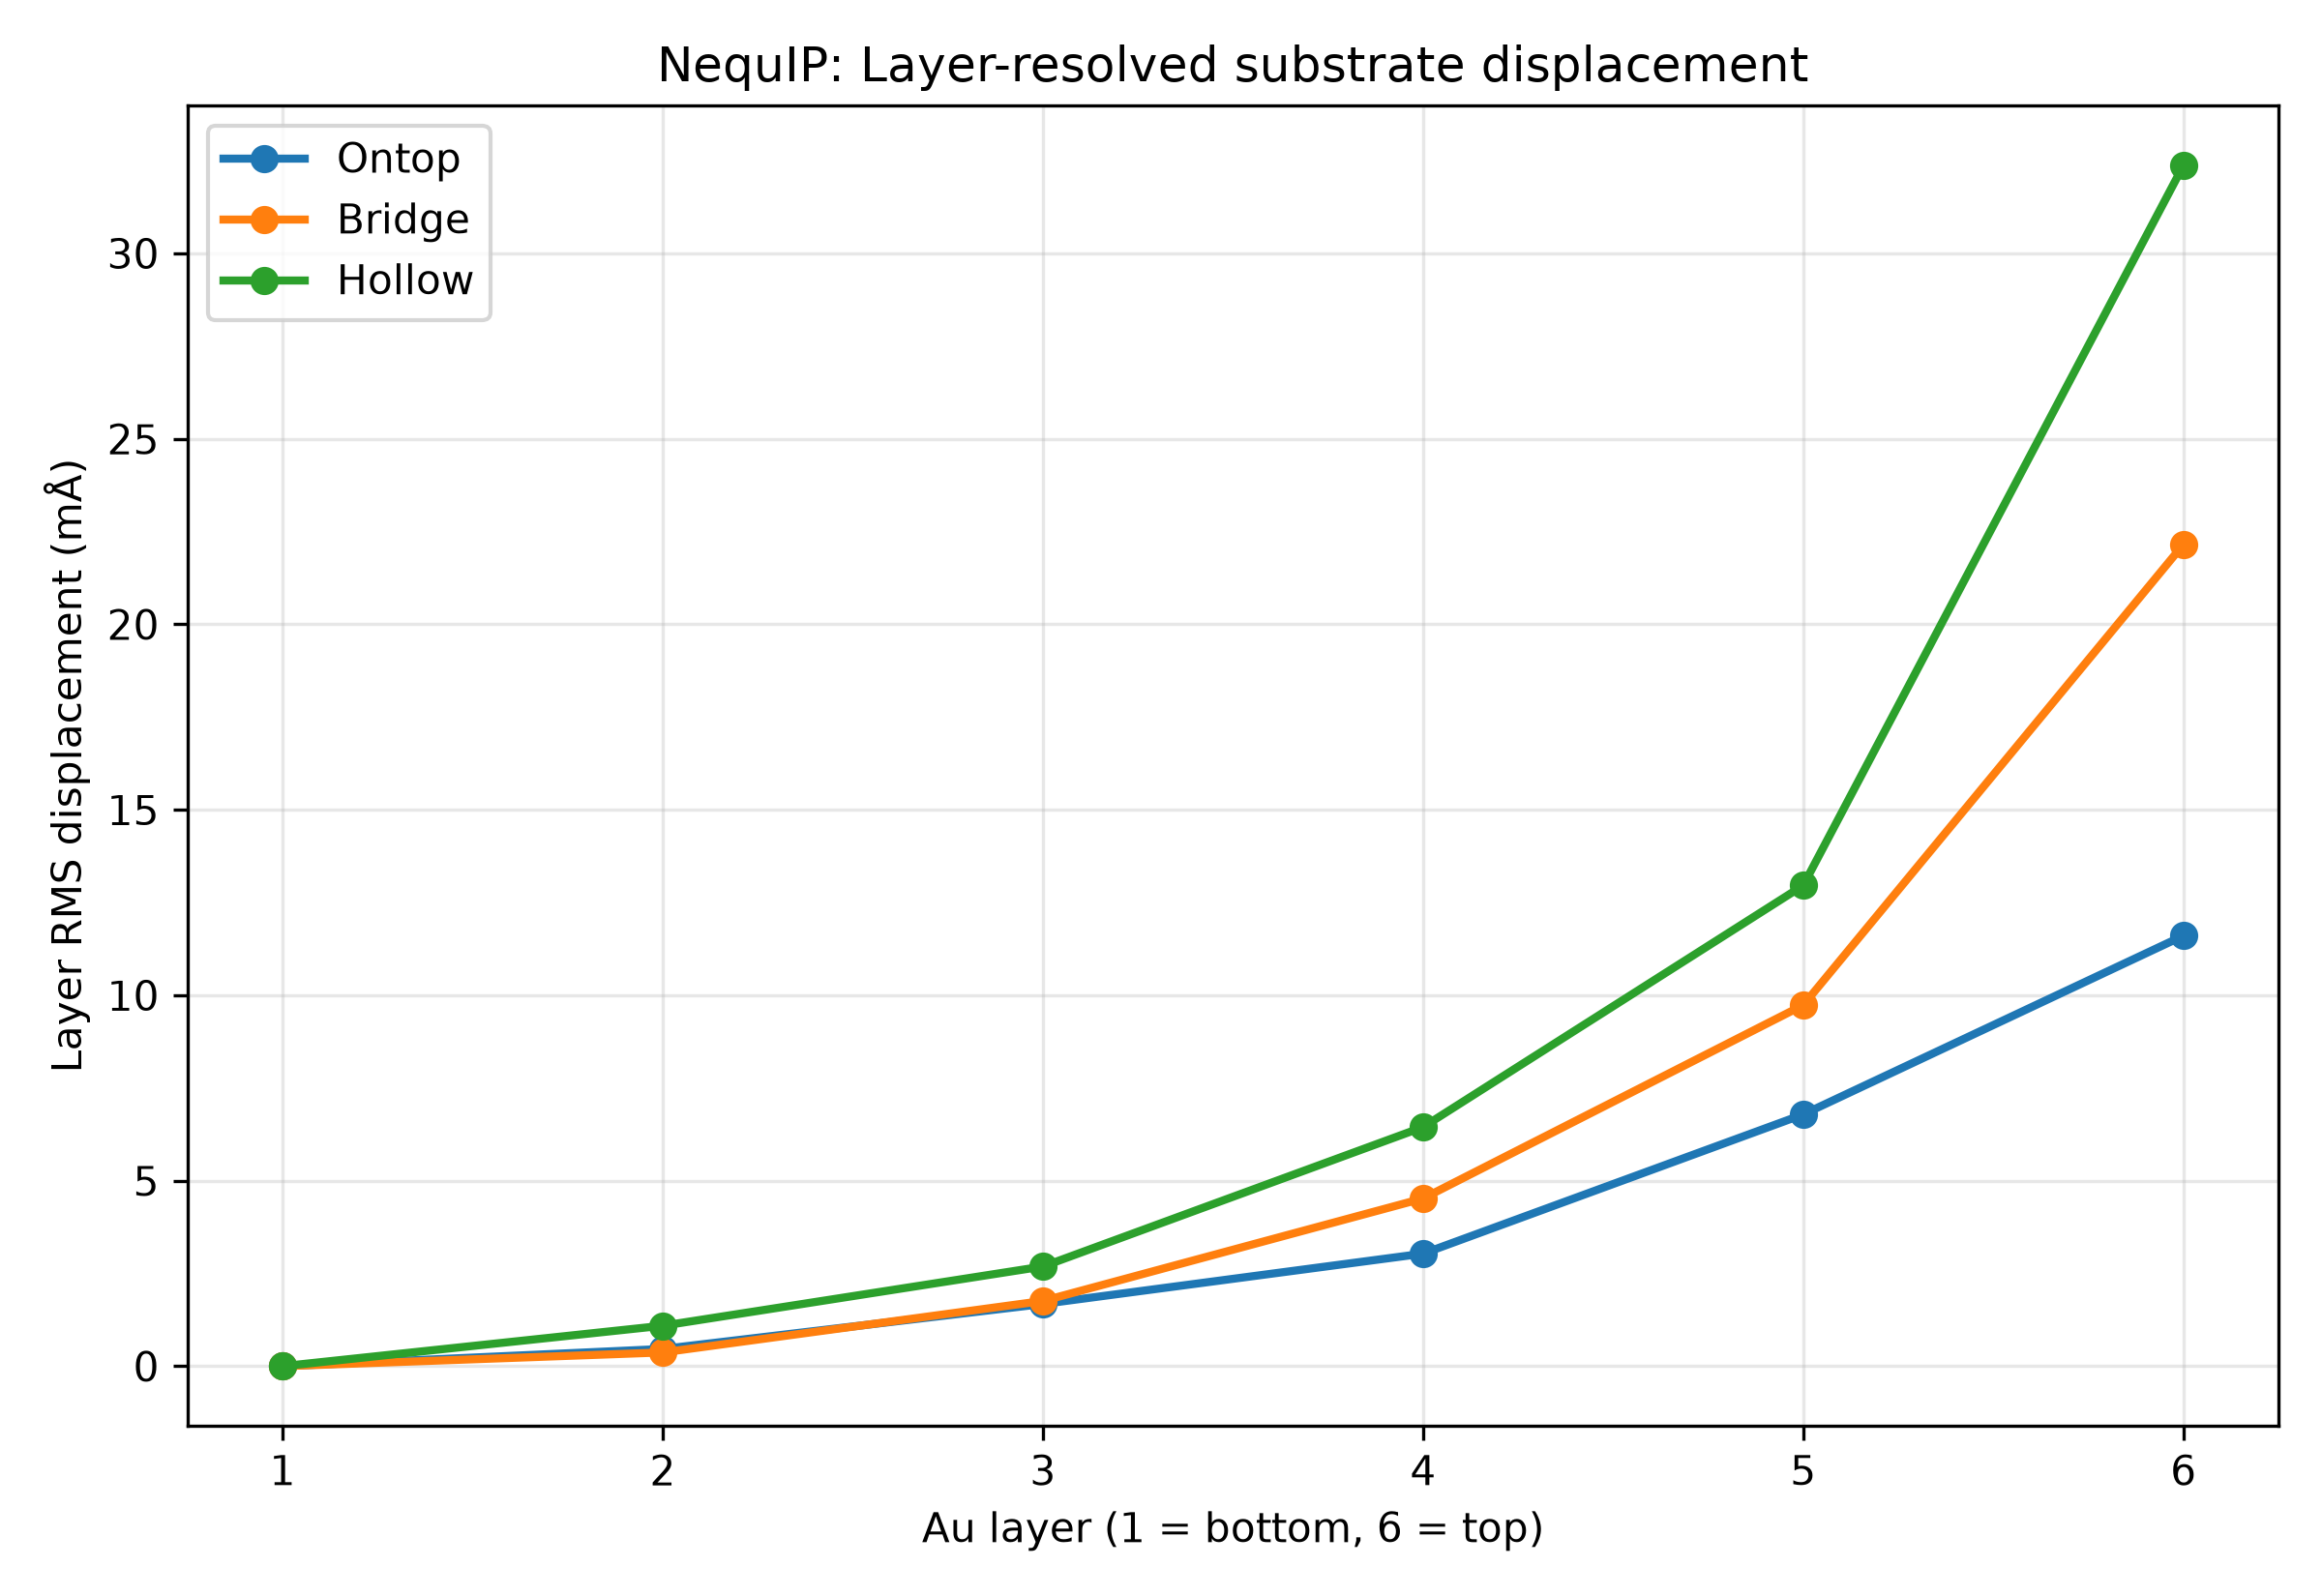 NequIP: Layer-resolved substrate displacement
Ontop
Bridge
Hollow
Layer RMS displacement (mÅ)
30
25
20
15
10
5
0
1 2 3 4 5 6
Au layer (1 = bottom, 6 = top)